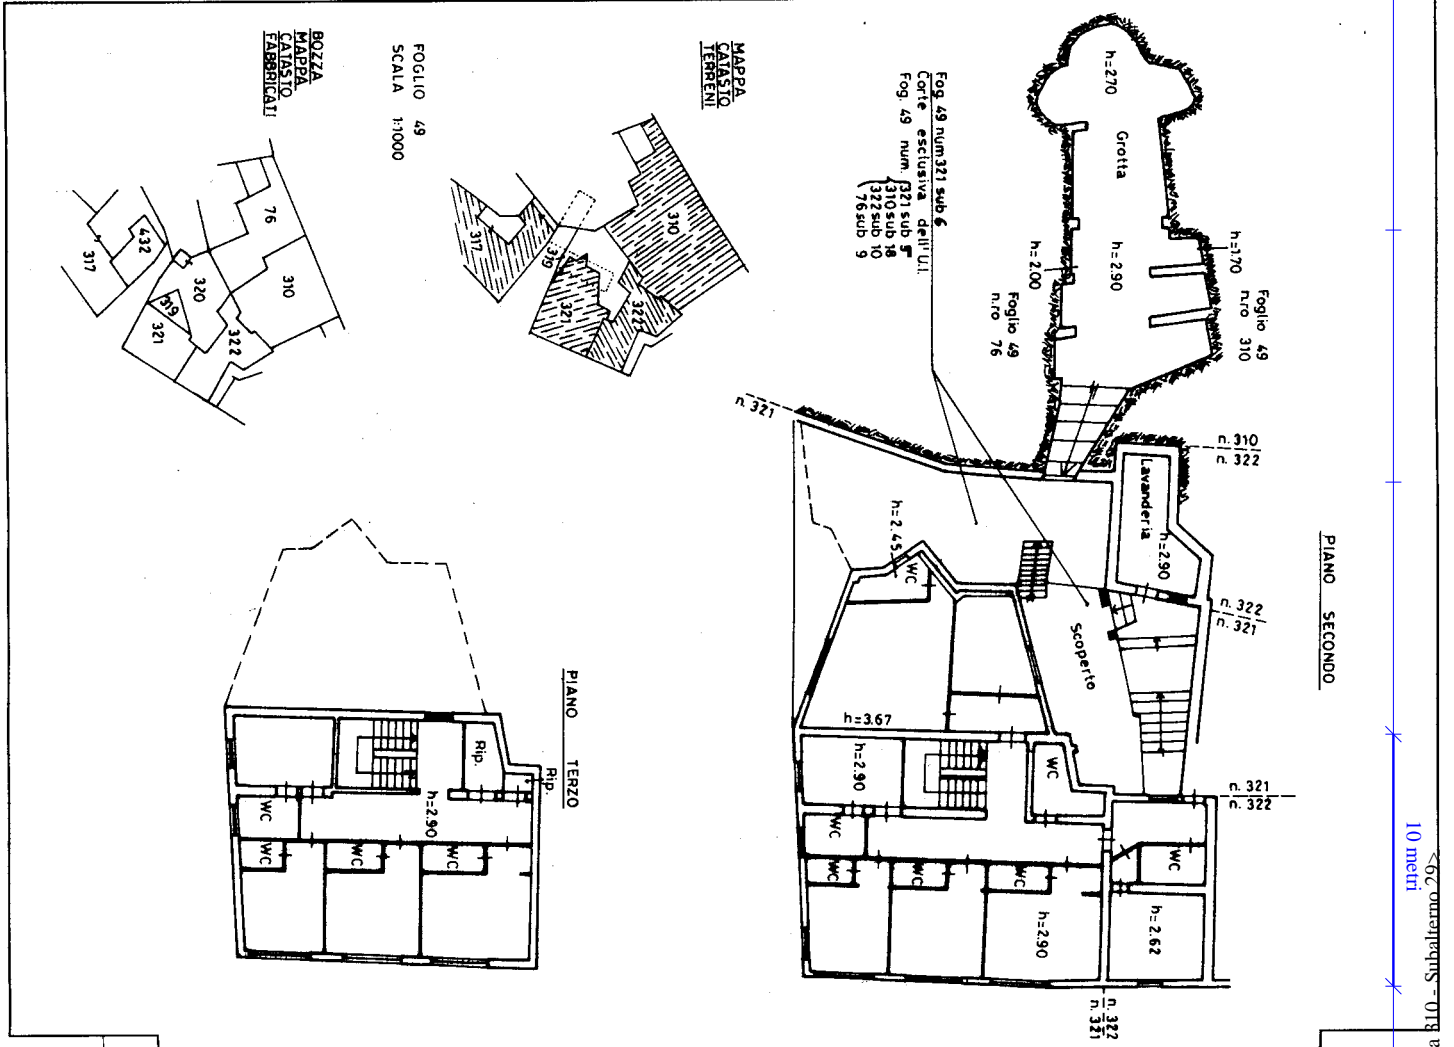 BOZZA
MAPPA
CATASTO
FABBRICATI
FOGLIO 49
SCALA 1:1000
MAPPA
CATASTO
TERRENI
76
310
432
317
320
319
321
322
310
317
319
321
322
Fog. 49 num 321 sub 6
Corte esclusiva dell' U.I.
Fog. 49 num. 321 sub 5
310 sub 18
322 sub 10
76 sub 9
h=2.70
Grotta
h=1.70
h=2.90
h=2.00
Foglio 49
n.ro 310
Foglio 49
n.ro 76
n. 321
n. 310
n. 322
PIANO SECONDO
Lavanderia
h=2.90
h=2.45
WC
n. 322
n. 321
Scoperto
h=3.67
h=2.90
WC
n. 321
n. 322
WC
WC
WC
WC
WC
h=2.90
h=2.62
n. 322
n. 321
PIANO TERZO
Rip.
Rip.
h=2.90
WC
WC
WC
WC
10 metri
a 310 - Subalterno 29>